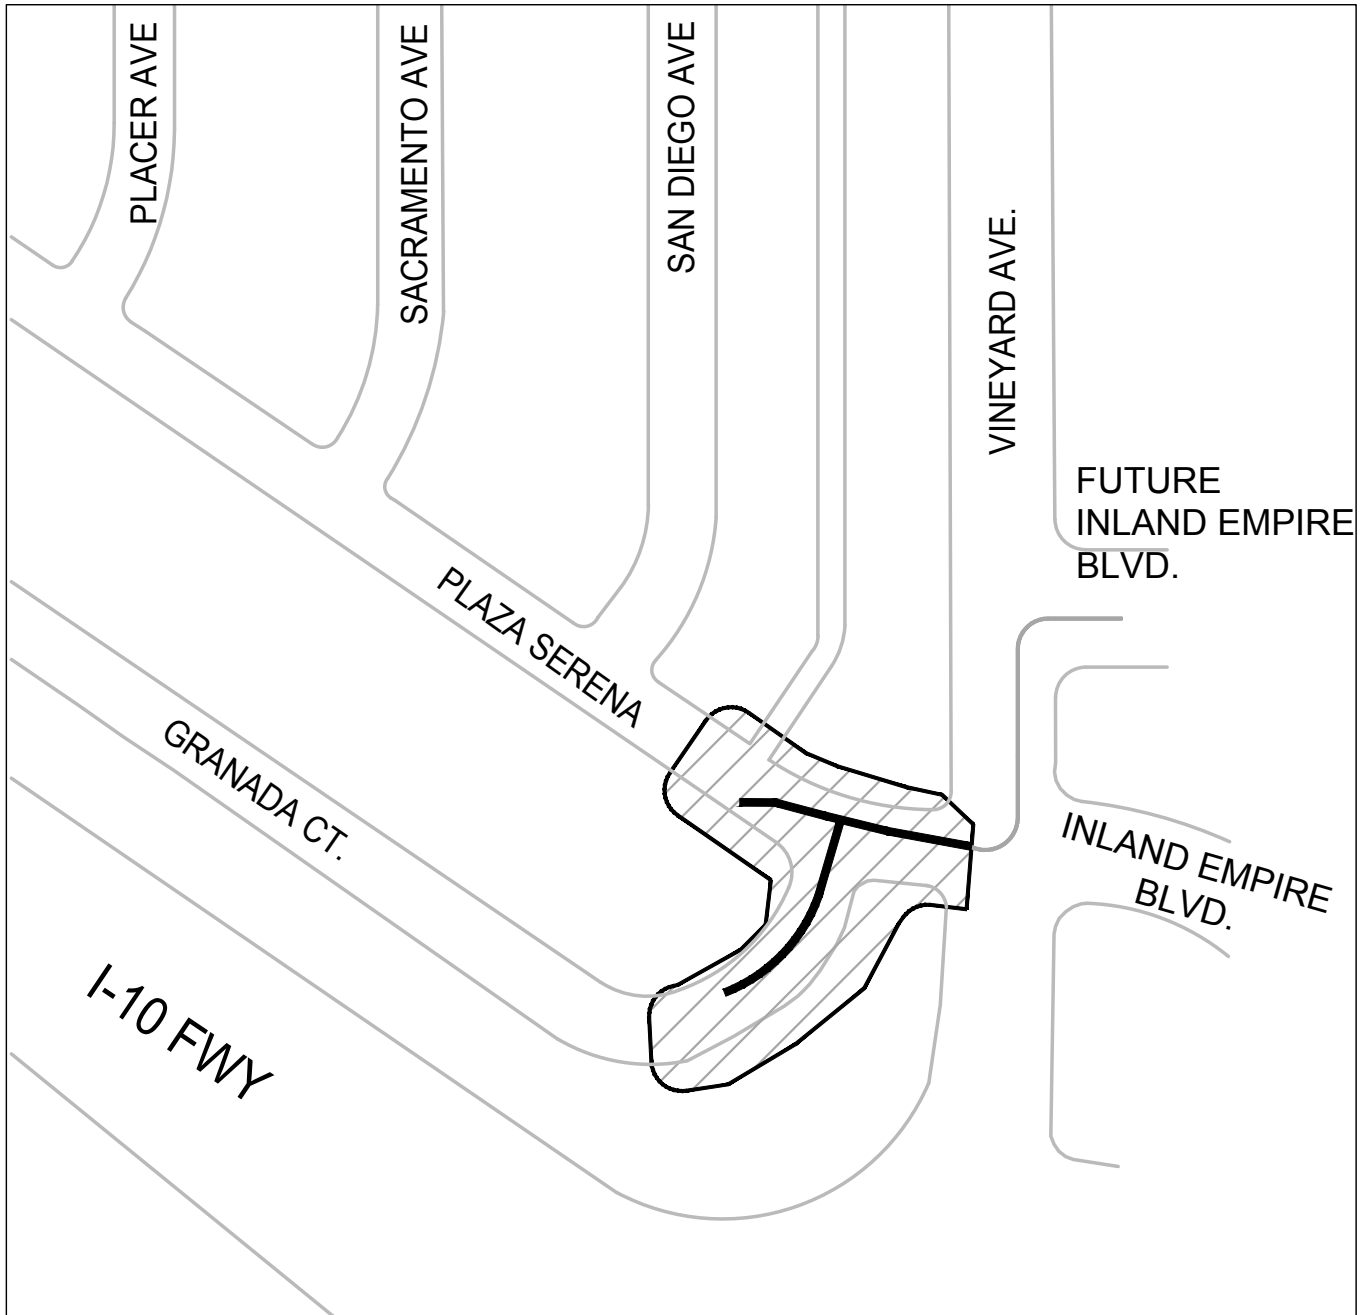 PLACER AVE
SACRAMENTO AVE
SAN DIEGO AVE
VINEYARD AVE.
FUTURE
INLAND EMPIRE
BLVD.
PLAZA SERENA
GRANADA CT.
INLAND EMPIRE
BLVD.
I-10 FWY